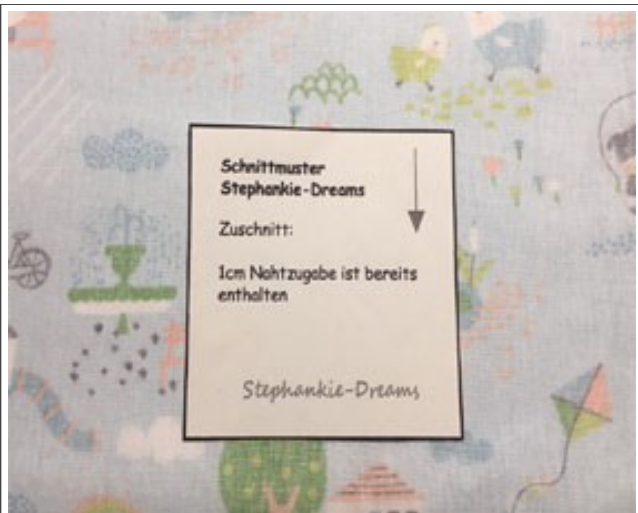 Schnittmuster
Stephankie-Dreams
Zuschnitt:
1cm Nahtzugabe ist bereits
enthalten
Stephankie-Dreams